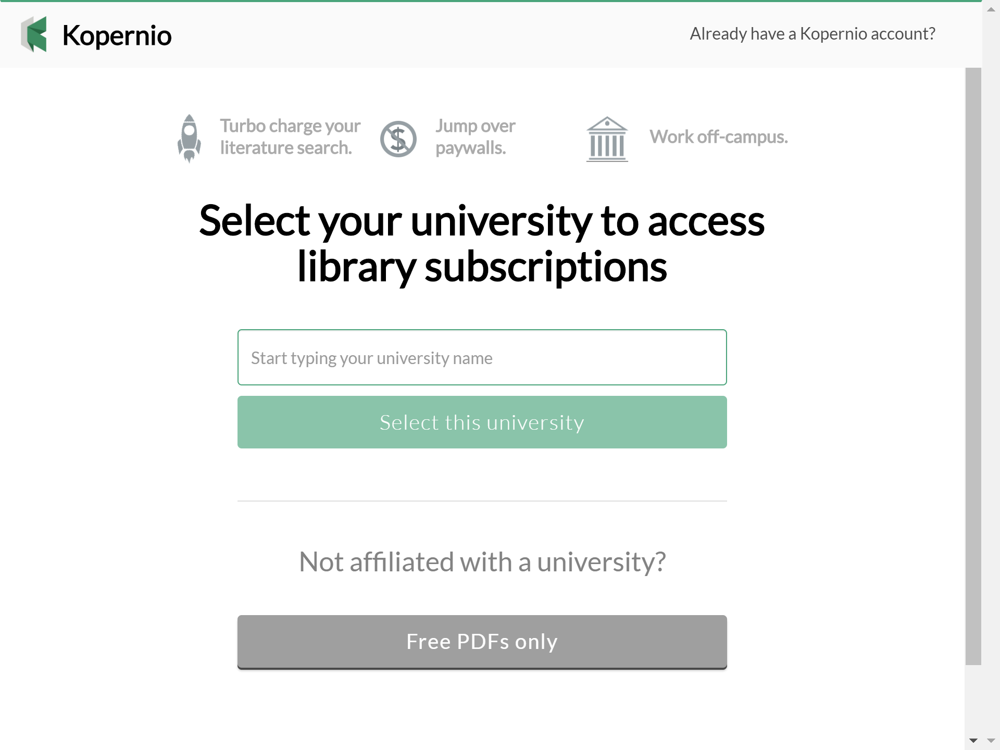 Kopernio
Already have a Kopernio account?
Turbo charge your
literature search.
Jump over
paywalls.
Work off-campus.
Select your university to access
library subscriptions
Start typing your university name
Select this university
Not affiliated with a university?
Free PDFs only